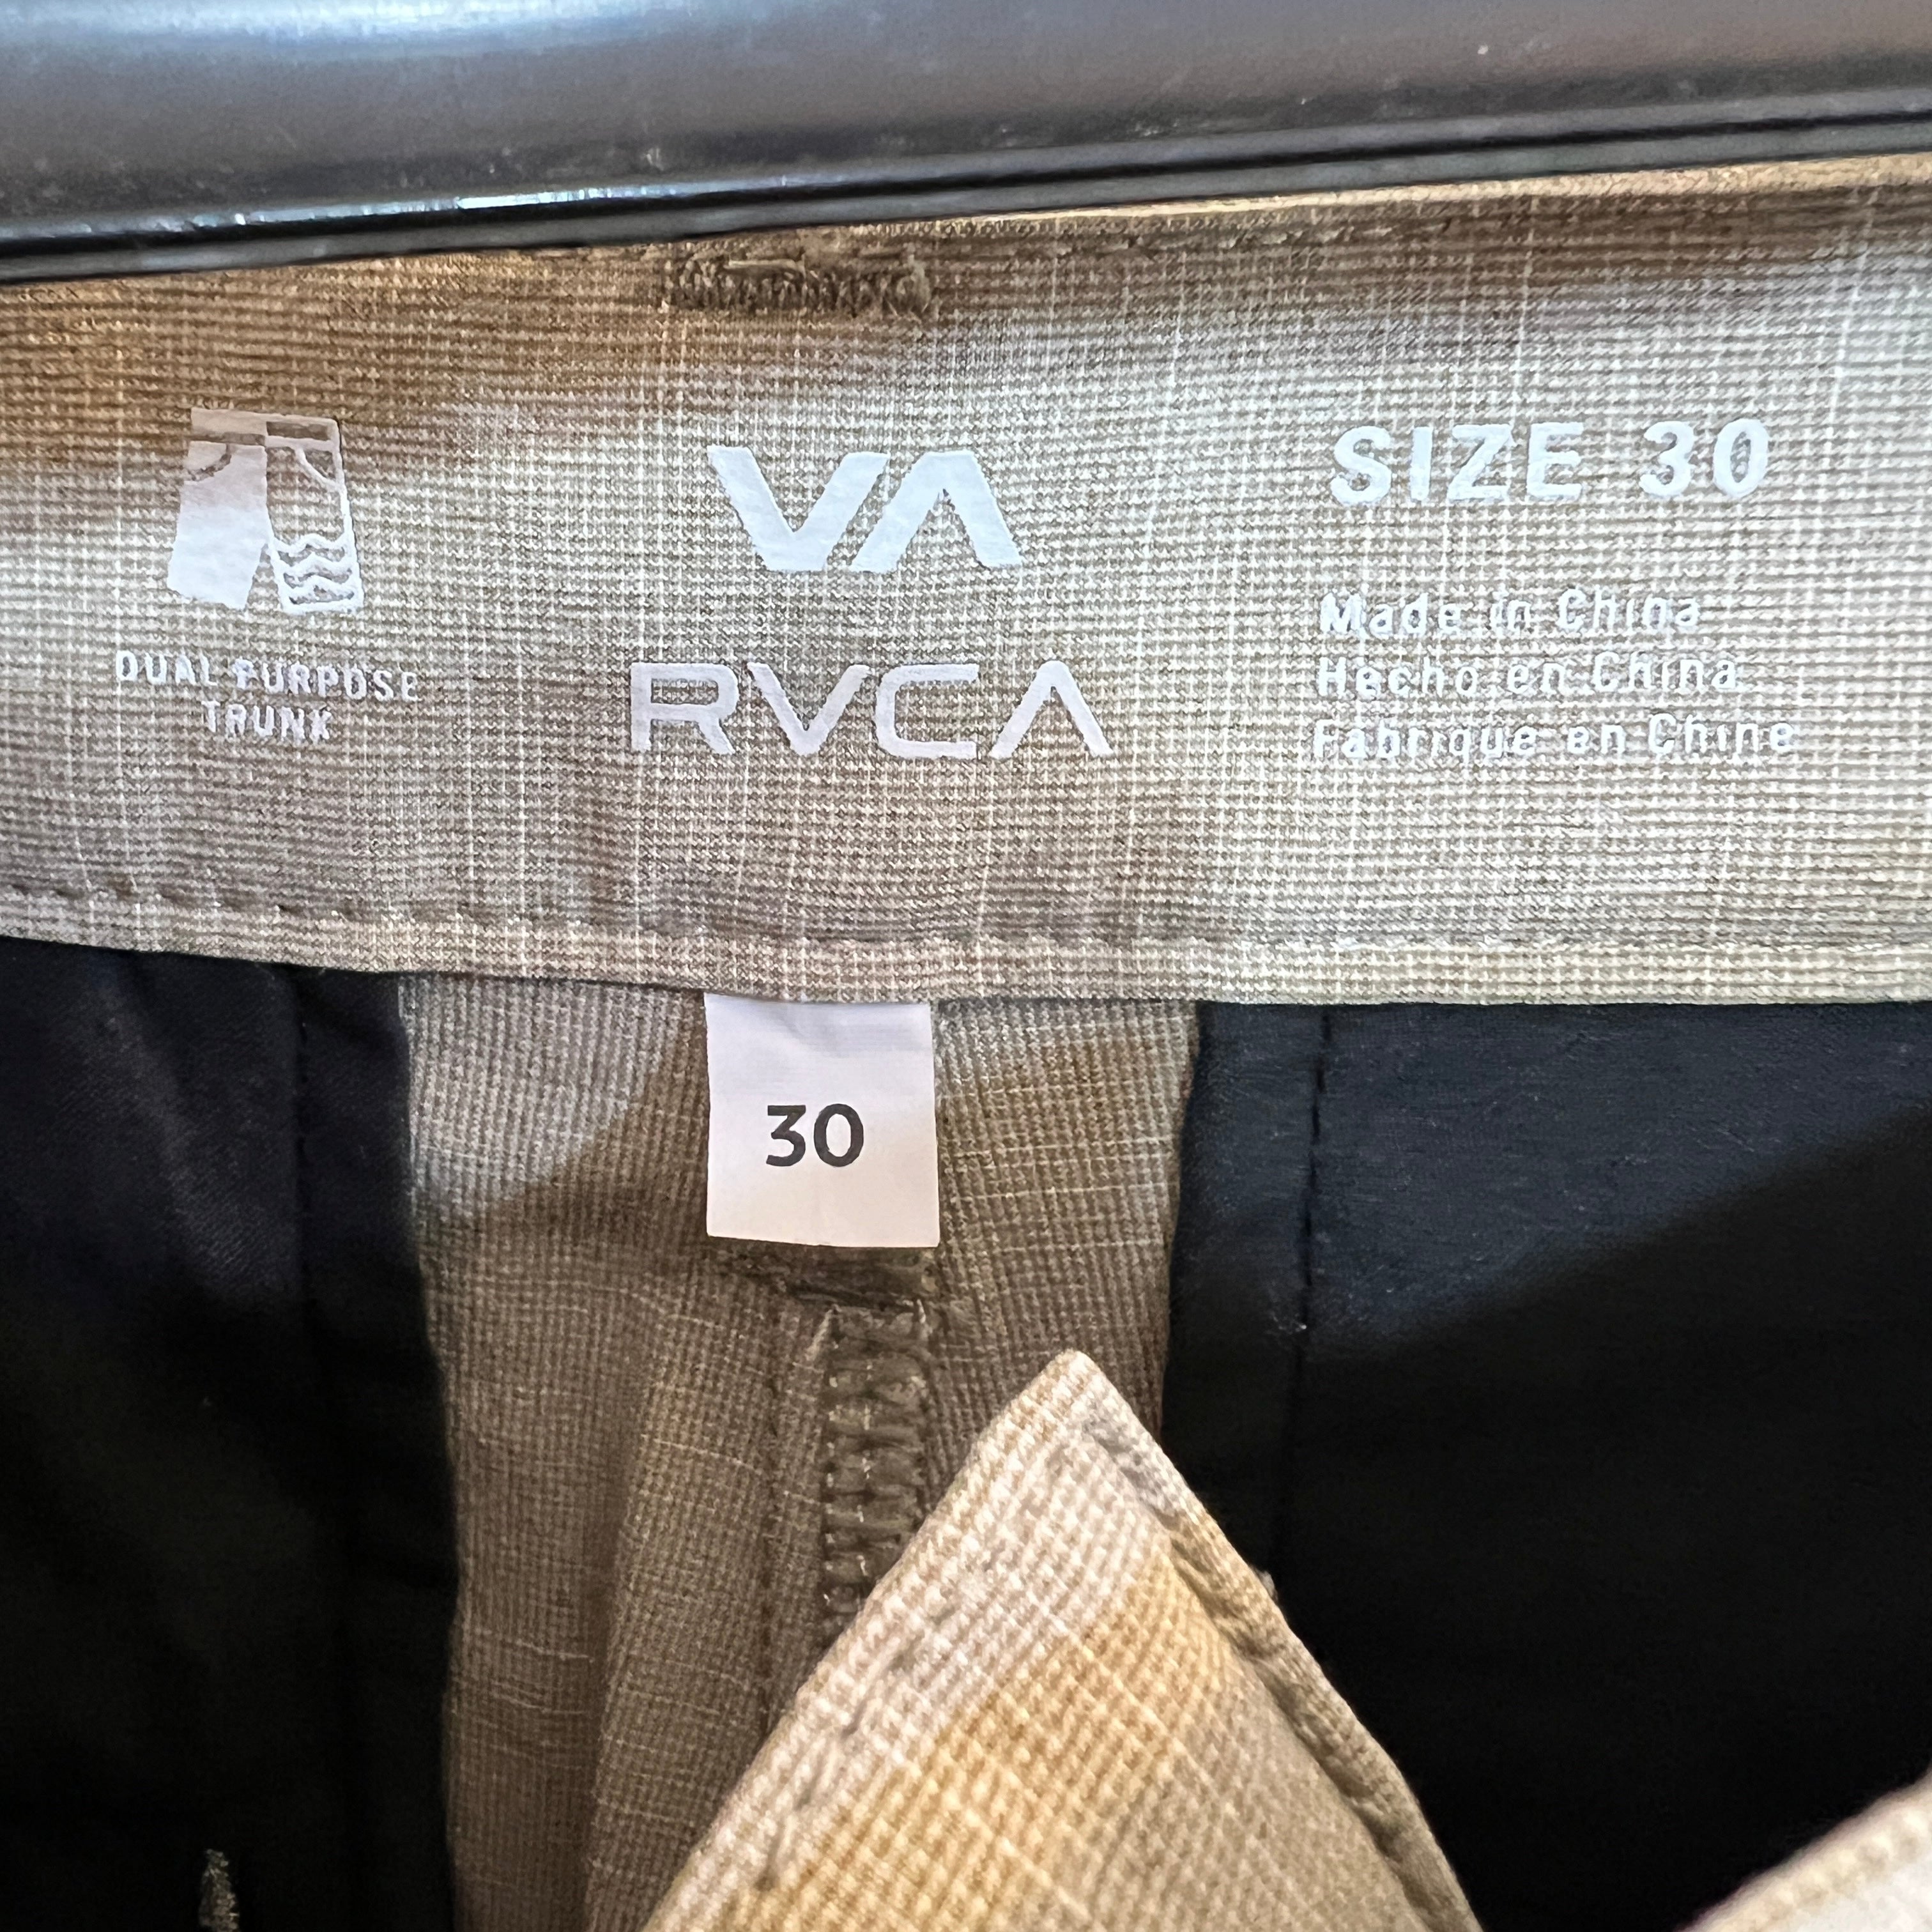 DUAL PURPOSE
TRUNK
VA
RVCA
SIZE 30
Made in China
Hecho en China
Fabrique en Chine
30